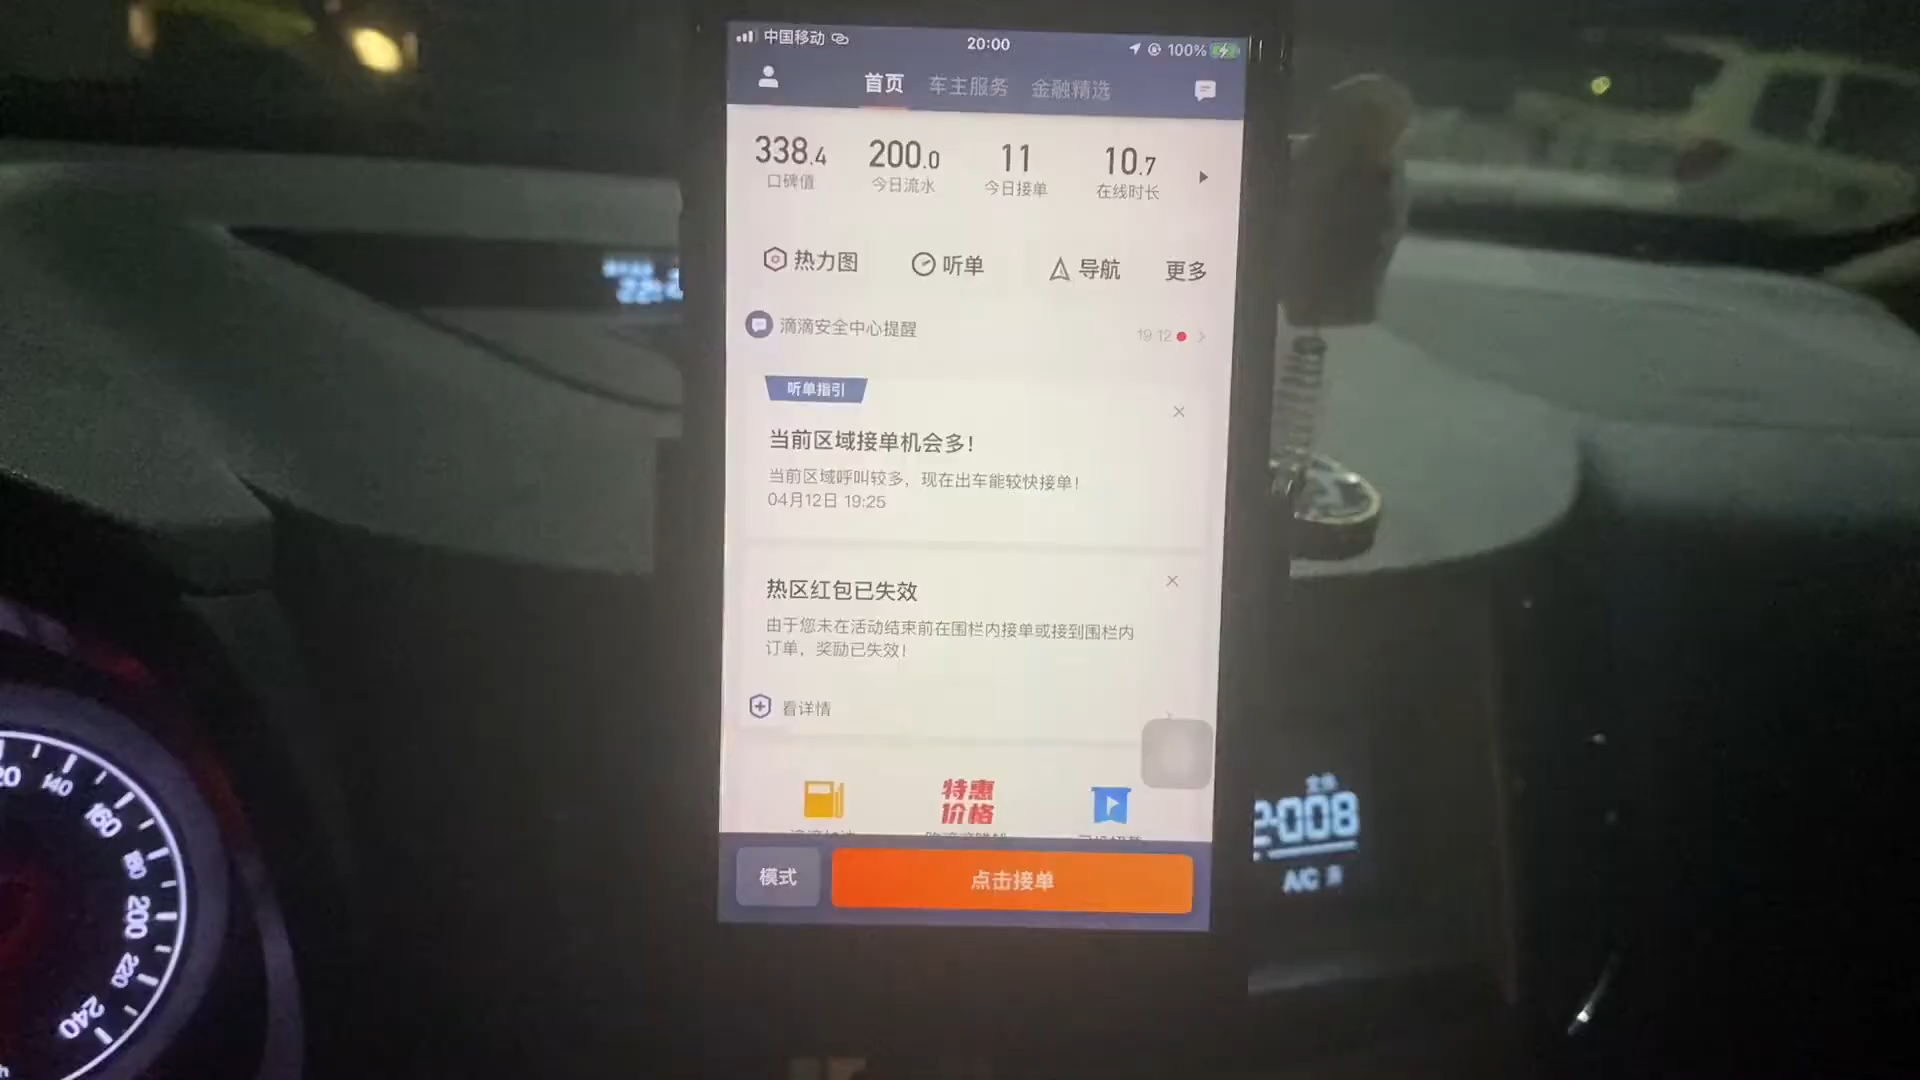 中国移动
20:00
100%
首页 车主服务 金融精选
338.4 200.0 11 10.7
口碑值 今日流水 今日接单 在线时长
热力图 听单 导航 更多
滴滴安全中心提醒 19:12
听单指引
当前区域接单机会多!
当前区域呼叫较多，现在出车能较快接单!
04月12日 19:25
热区红包已失效
由于您未在活动结束前在围栏内接单或接到围栏内
订单，奖励已失效!
看详情
特惠
价格
模式 点击接单
140
160
180
200
220
240
2008
A/C